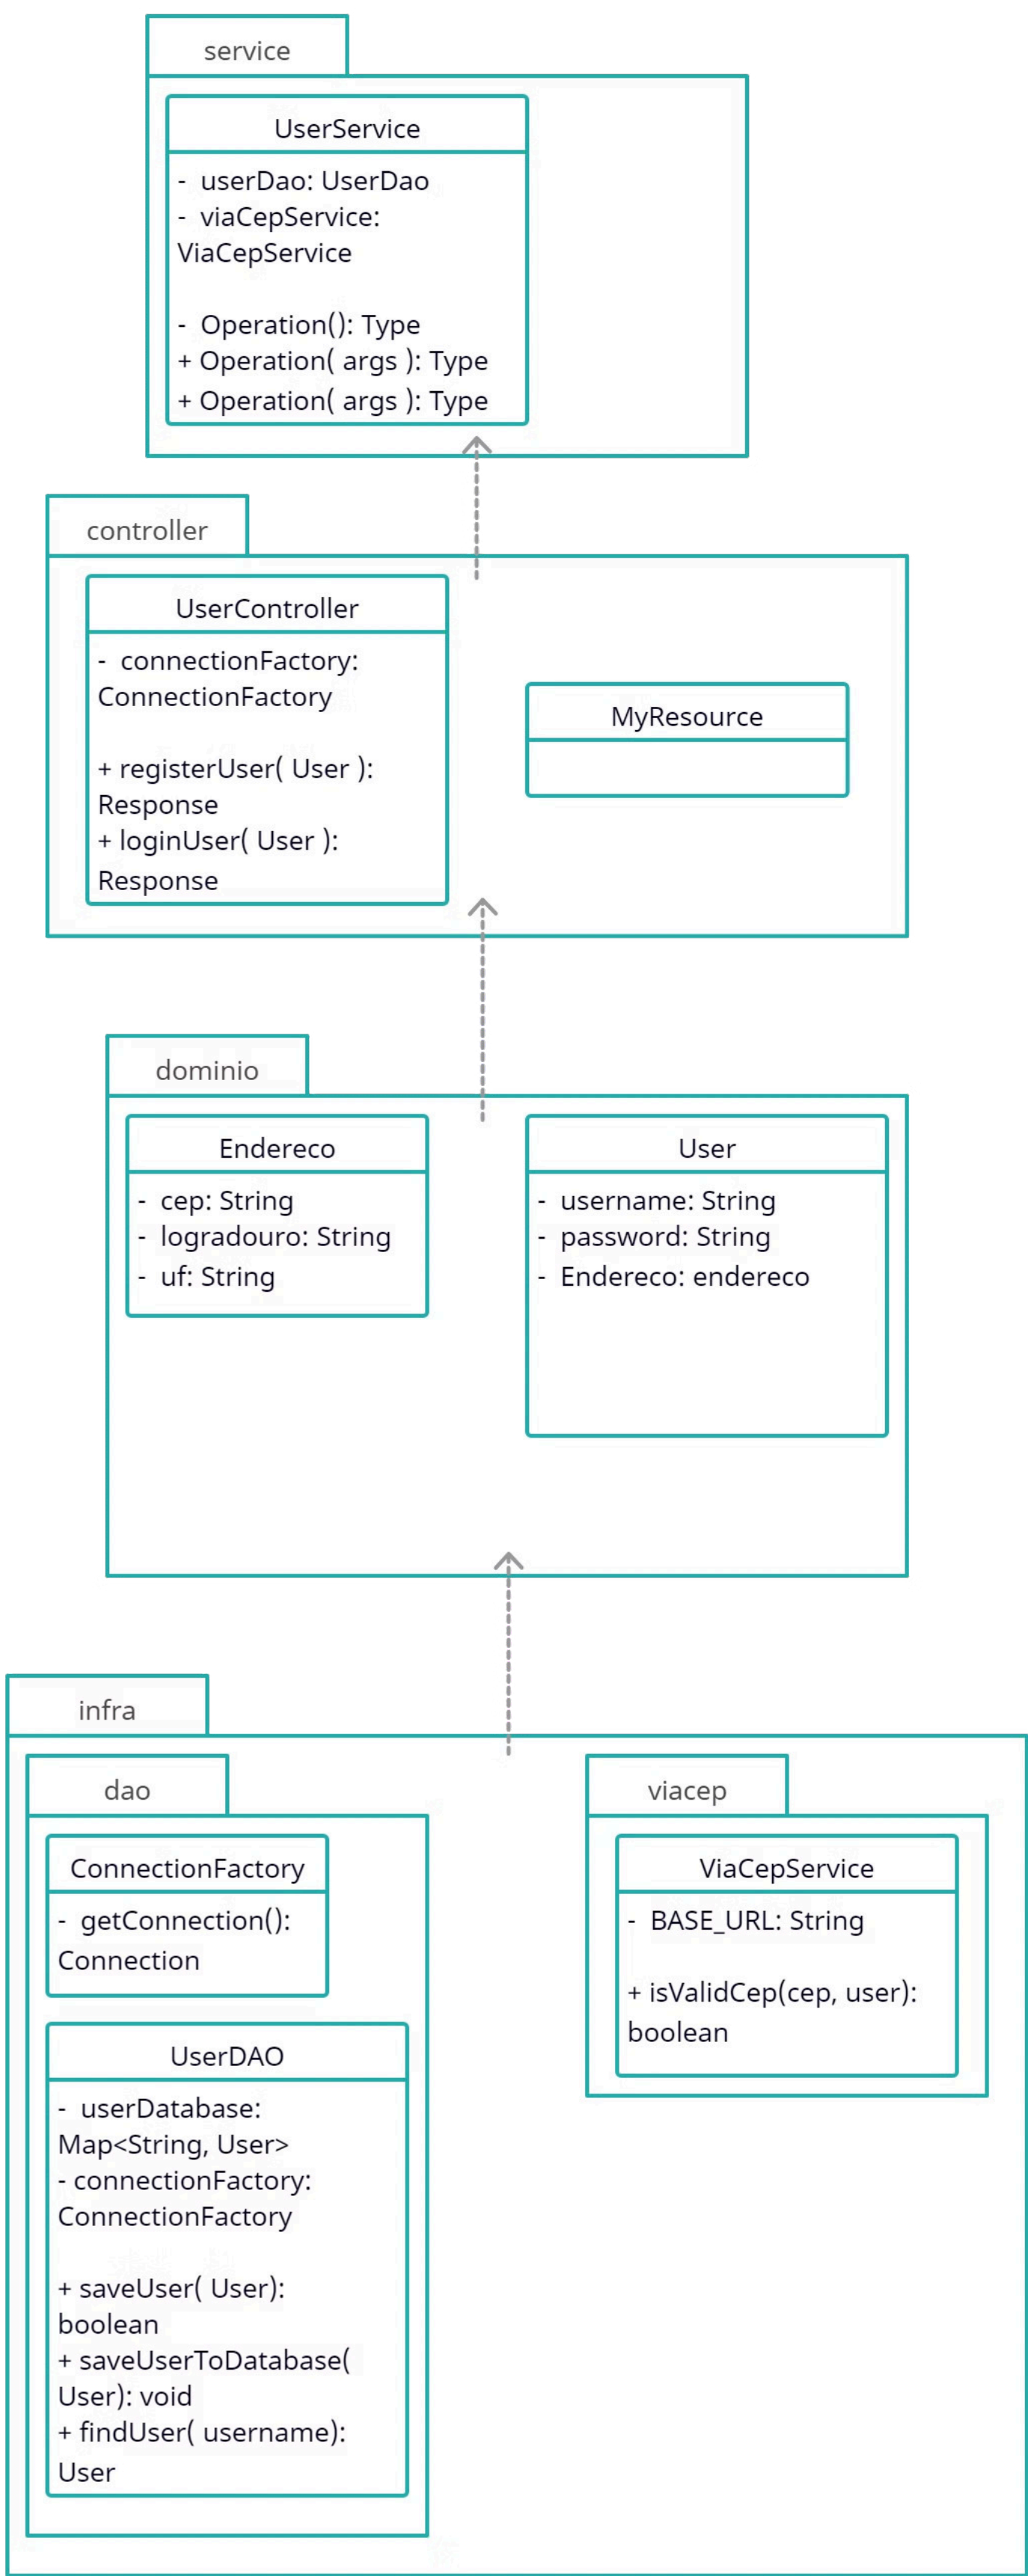 service
UserService
- userDao: UserDao
- viaCepService:
ViaCepService
- Operation(): Type
+ Operation( args ): Type
+ Operation( args ): Type
controller
UserController
- connectionFactory:
ConnectionFactory
+ registerUser( User ):
Response
+ loginUser( User ):
Response
MyResource
dominio
Endereco
- cep: String
- logradouro: String
- uf: String
User
- username: String
- password: String
- Endereco: endereco
infra
dao
ConnectionFactory
- getConnection():
Connection
UserDAO
- userDatabase:
Map<String, User>
- connectionFactory:
ConnectionFactory
+ saveUser( User):
boolean
+ saveUserToDatabase(
User): void
+ findUser( username):
User
viacep
ViaCepService
- BASE_URL: String
+ isValidCep(cep, user):
boolean